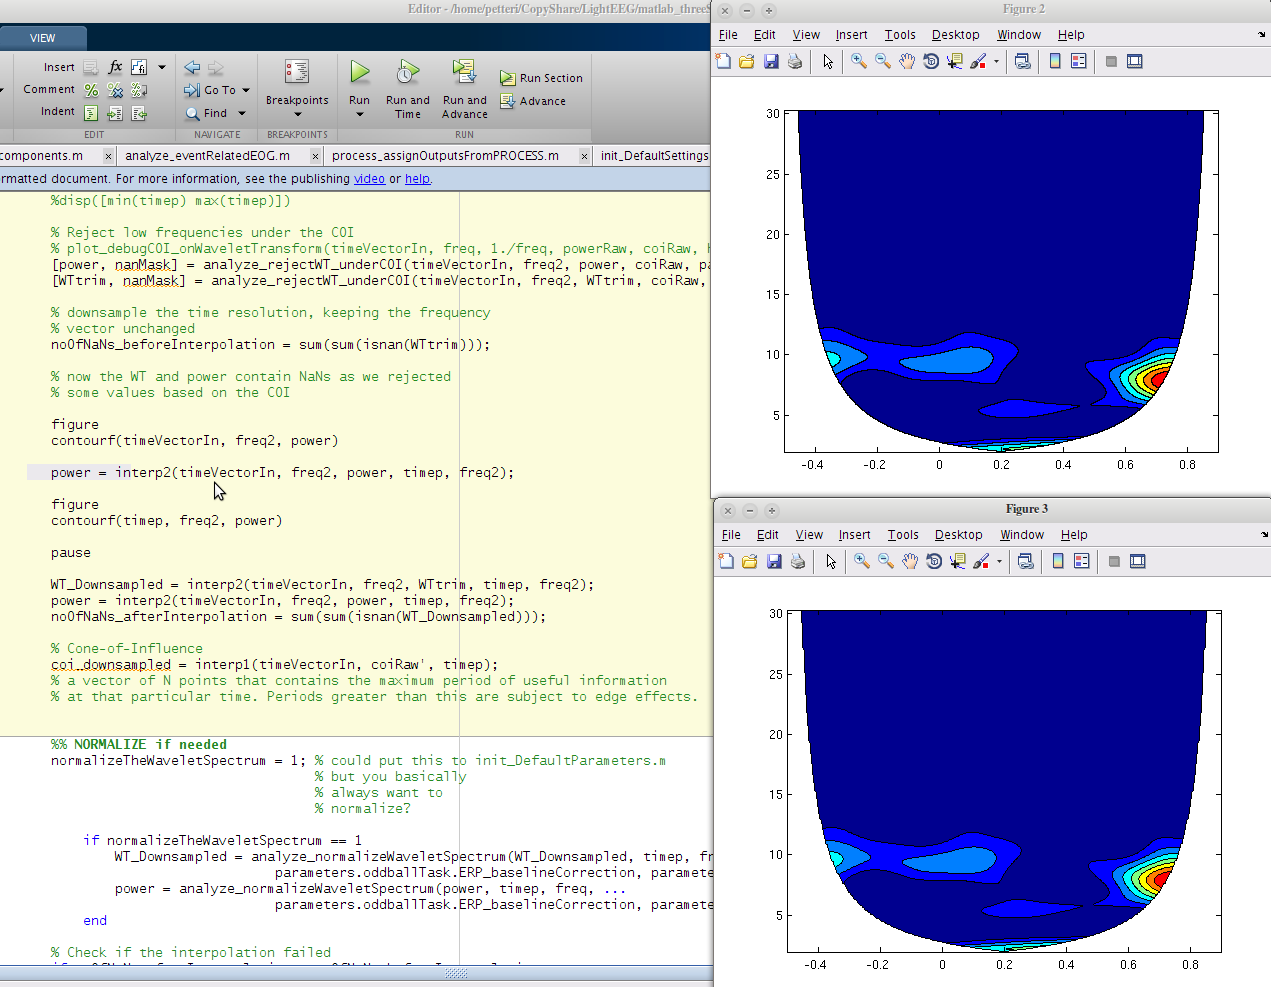 Editor - /home/petteri/CopyShare/LightEEG/matlab_threeS
VIEW
Insert
Comment
Indent
EDIT
Go To
Find
NAVIGATE
Breakpoints
BREAKPOINTS
Run
Run and Time
Run and Advance
Run Section
Advance
RUN
components.m
analyze_eventRelatedEOG.m
process_assignOutputsFromPROCESS.m
init_DefaultSettings
rmatted document. For more information, see the publishing video or help.
%disp([min(timep) max(timep)])
% Reject low frequencies under the COI
% plot_debugCOI_onWaveletTransform(timeVectorIn, freq, 1./freq, powerRaw, coiRaw,
[power, nanMask] = analyze_rejectWT_underCOI(timeVectorIn, freq2, power, coiRaw, pa
[WTtrim, nanMask] = analyze_rejectWT_underCOI(timeVectorIn, freq2, WTtrim, coiRaw,
% downsample the time resolution, keeping the frequency
% vector unchanged
noOfNaNs_beforeInterpolation = sum(sum(isnan(WTtrim)));
% now the WT and power contain NaNs as we rejected
% some values based on the COI
figure
contourf(timeVectorIn, freq2, power)
power = interp2(timeVectorIn, freq2, power, timep, freq2);
figure
contourf(timep, freq2, power)
pause
WT_Downsampled = interp2(timeVectorIn, freq2, WTtrim, timep, freq2);
power = interp2(timeVectorIn, freq2, power, timep, freq2);
noOfNaNs_afterInterpolation = sum(sum(isnan(WT_Downsampled)));
% Cone-of-Influence
coi_downsampled = interp1(timeVectorIn, coiRaw', timep);
% a vector of N points that contains the maximum period of useful information
% at that particular time. Periods greater than this are subject to edge effects.
%% NORMALIZE if needed
normalizeTheWaveletSpectrum = 1; % could put this to init_DefaultParameters.m
% but you basically
% always want to
% normalize?
if normalizeTheWaveletSpectrum == 1
WT_Downsampled = analyze_normalizeWaveletSpectrum(WT_Downsampled, timep, fr
parameters.oddballTask.ERP_baselineCorrection, paramete
power = analyze_normalizeWaveletSpectrum(power, timep, freq, ...
parameters.oddballTask.ERP_baselineCorrection, paramete
end
% Check if the interpolation failed
Figure 2
File Edit View Insert Tools Desktop Window Help
30
25
20
15
10
5
-0.4 -0.2 0 0.2 0.4 0.6 0.8
Figure 3
File Edit View Insert Tools Desktop Window Help
30
25
20
15
10
5
-0.4 -0.2 0 0.2 0.4 0.6 0.8